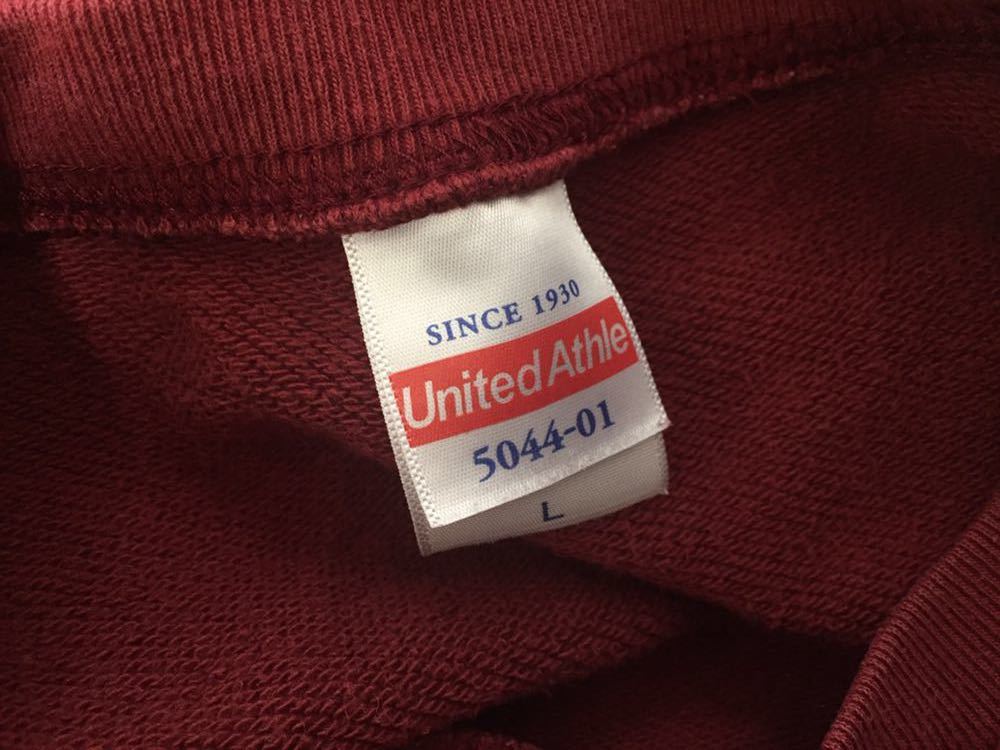 SINCE 1930
United Athle
5044-01
L